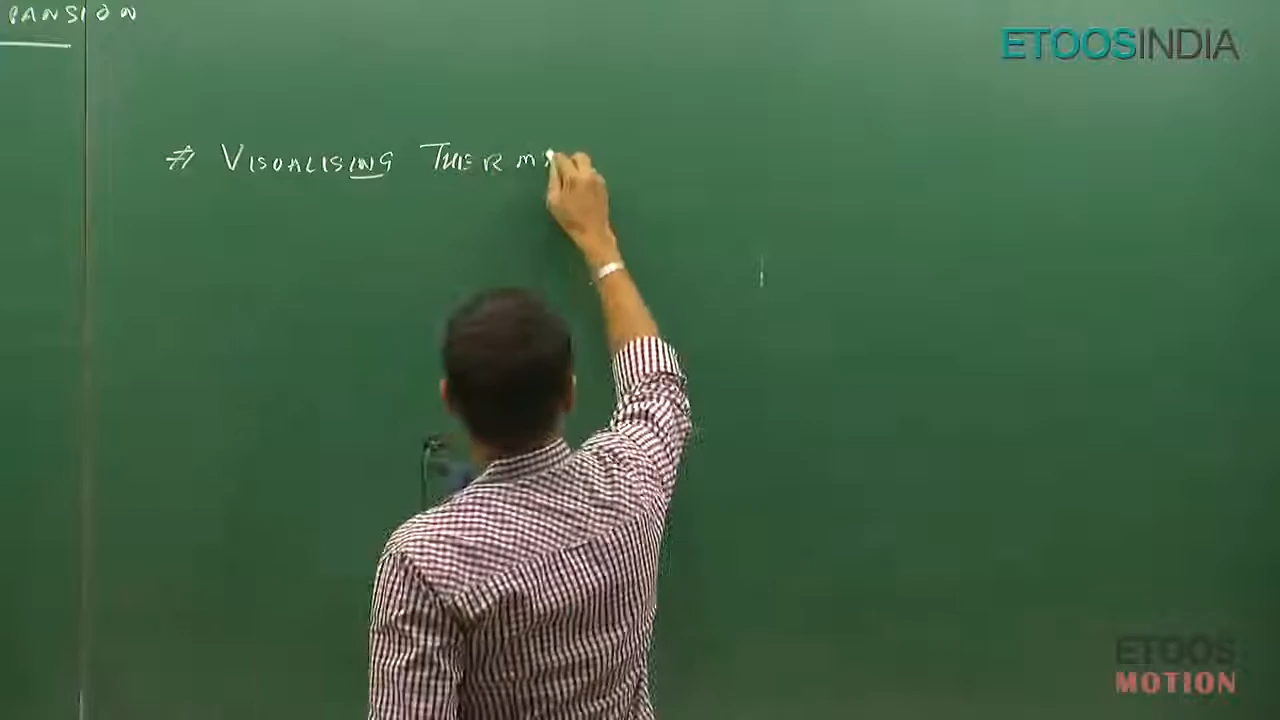 PANSION
ETOOSINDIA
# VISUALISING THERM
ETOOS
MOTION